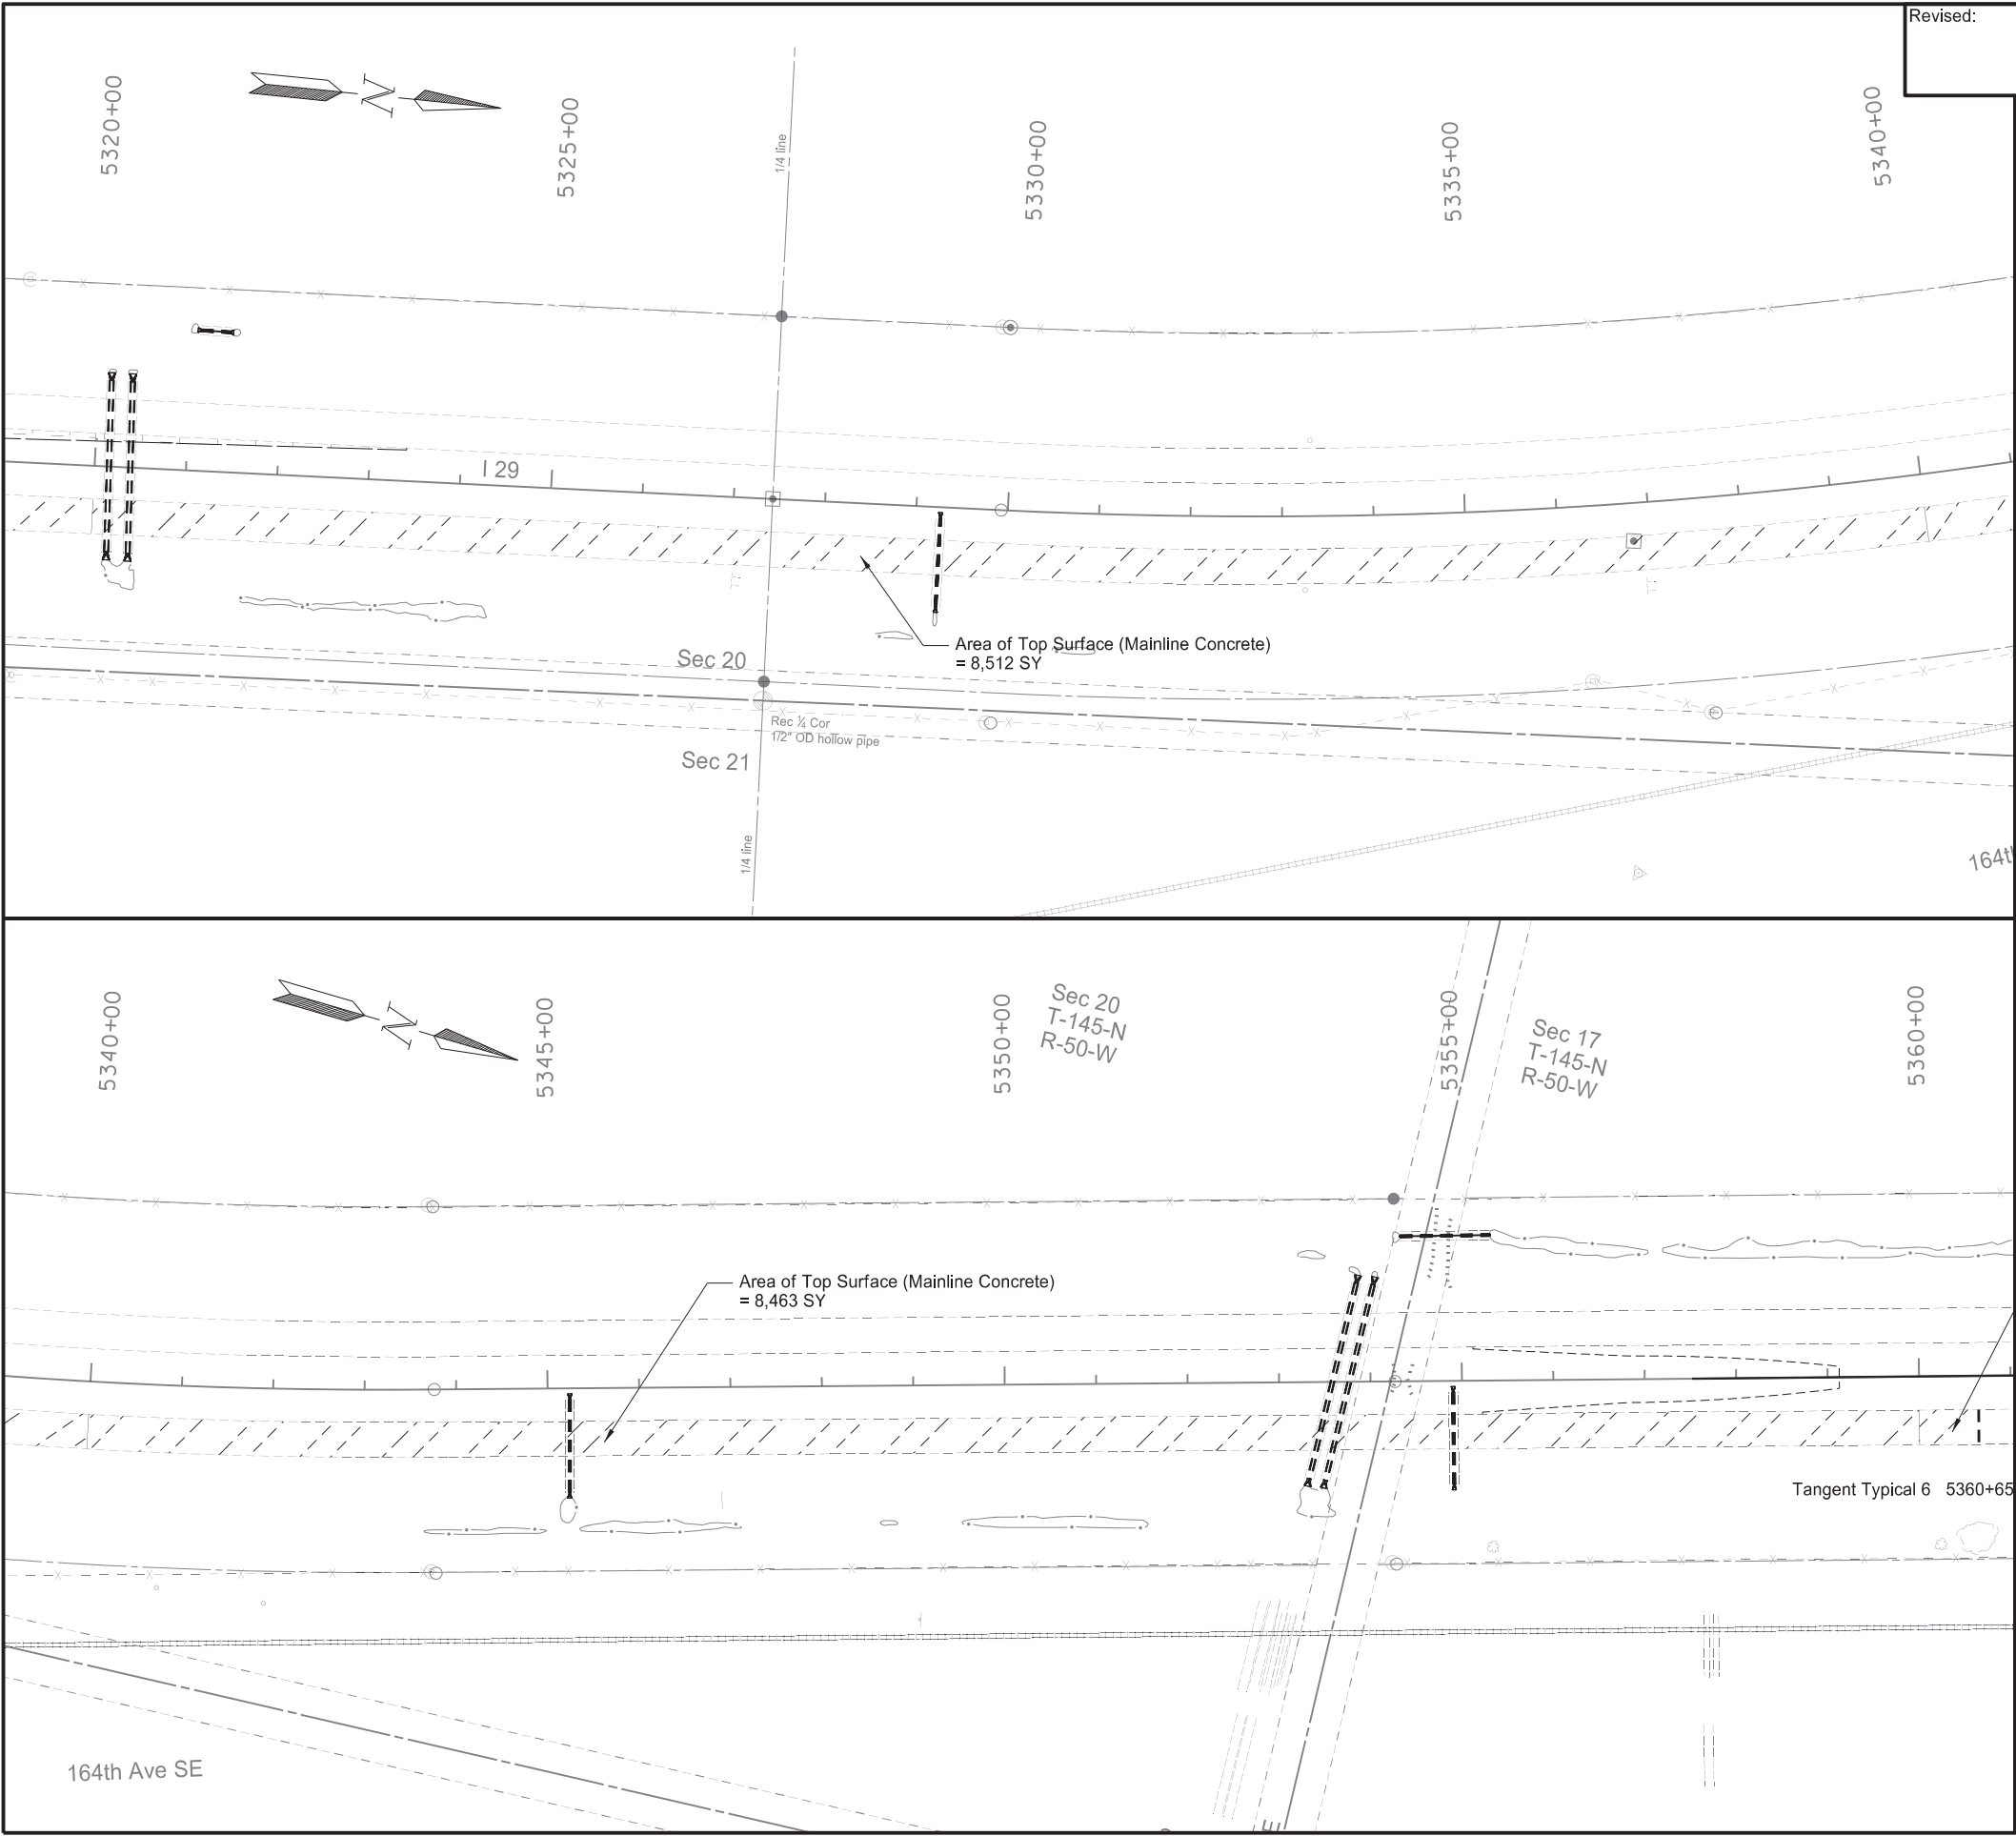 Revised:
5320+00
5325+00
5330+00
5335+00
5340+00
N
1/4 line
I 29
Area of Top Surface (Mainline Concrete)
= 8,512 SY
Sec 20
Rec ¼ Cor
1/2" OD hollow pipe
Sec 21
1/4 line
5340+00
5345+00
5350+00
5355+00
5360+00
N
Sec 20
T-145-N
R-50-W
Sec 17
T-145-N
R-50-W
Area of Top Surface (Mainline Concrete)
= 8,463 SY
Tangent Typical 6 5360+65
164th Ave SE